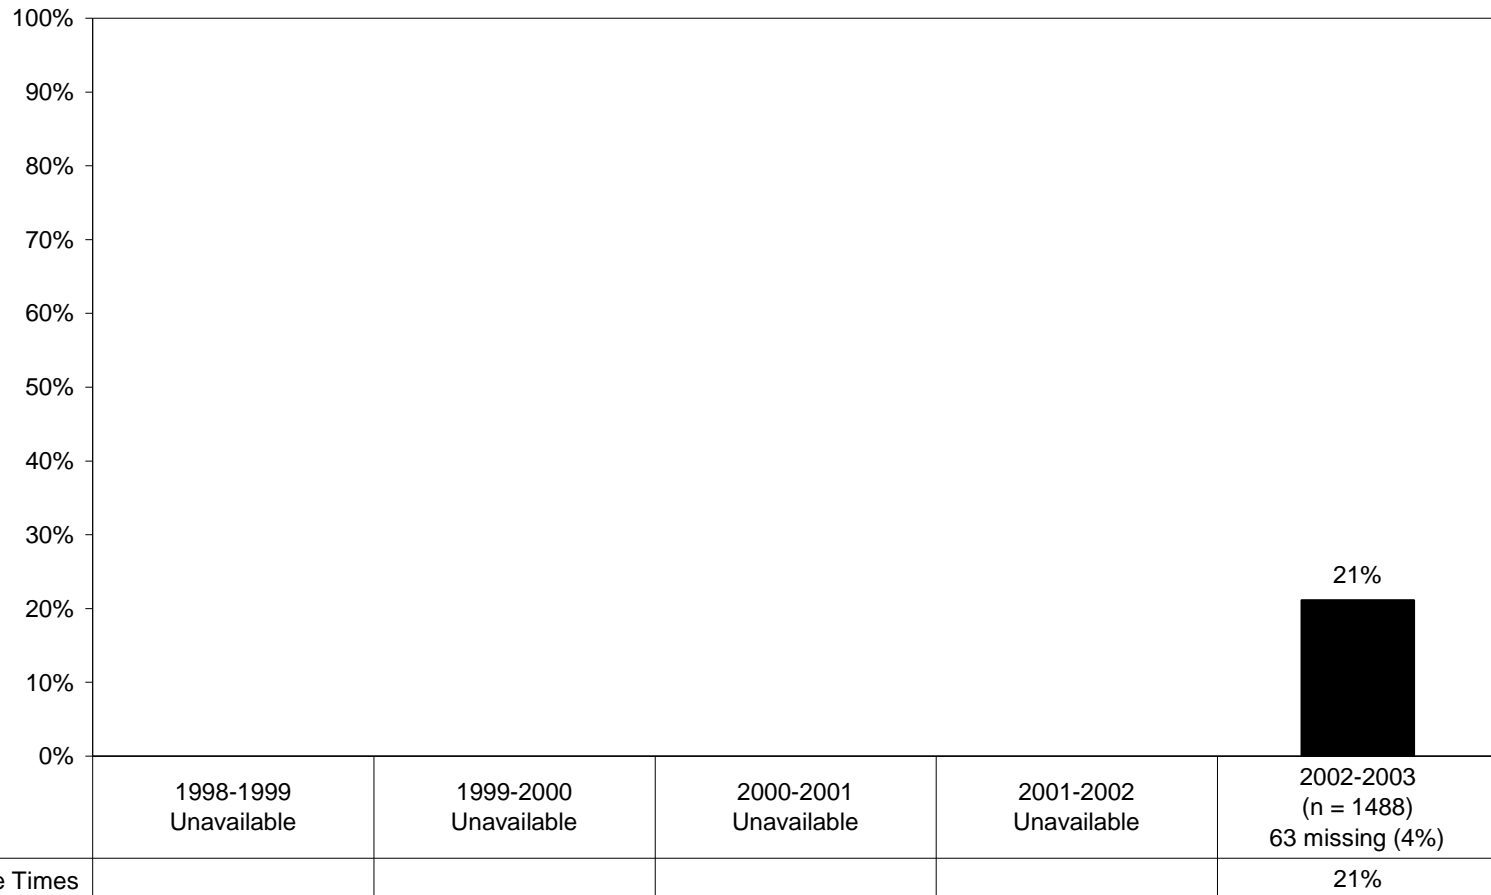 100%
90%
80%
70%
60%
50%
40%
30%
20%
10%
0%
21%
1998-1999
Unavailable
1999-2000
Unavailable
2000-2001
Unavailable
2001-2002
Unavailable
2002-2003
(n = 1488)
63 missing (4%)
Times
21%